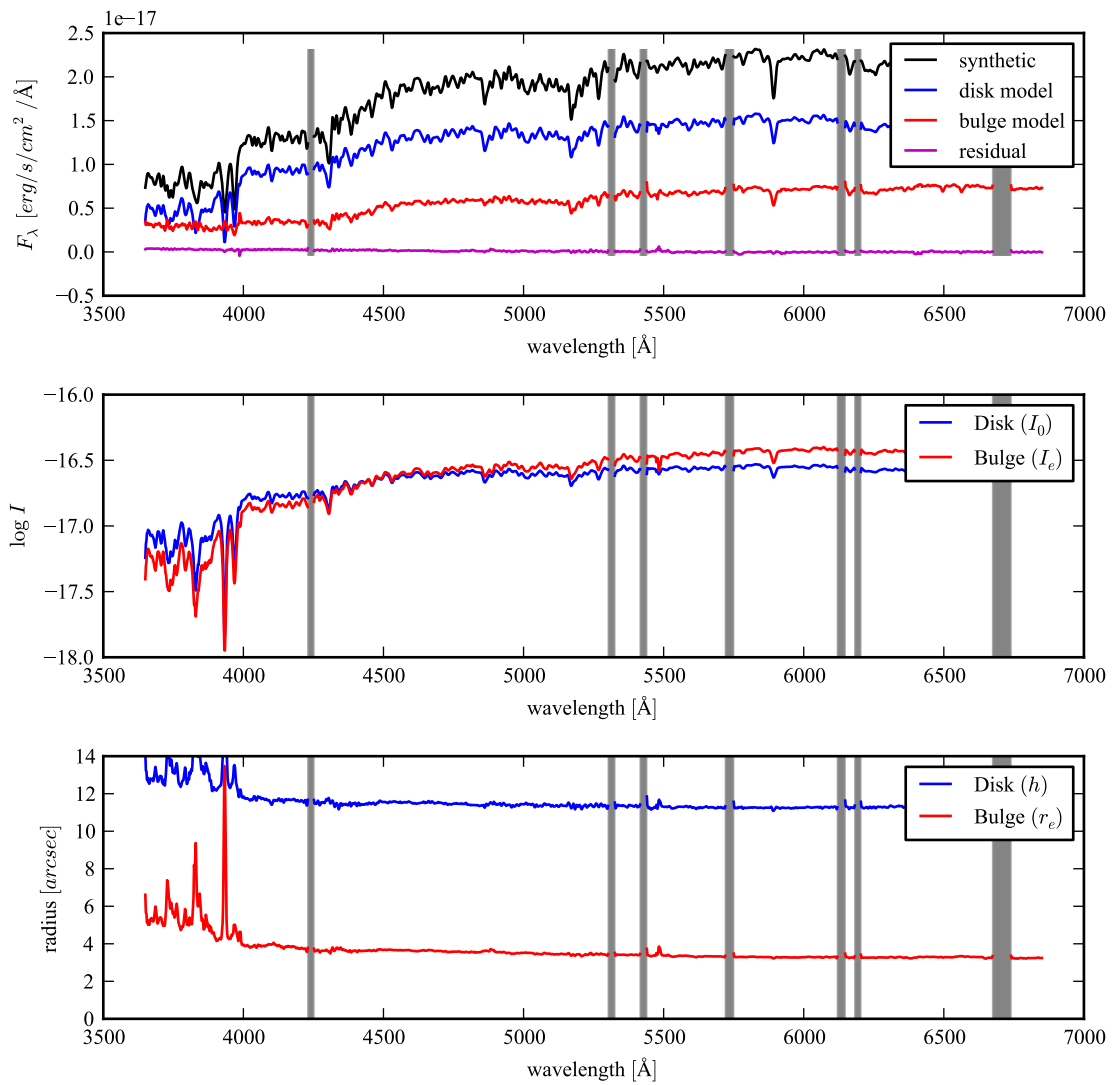 1e−17
2.5
2.0
1.5
1.0
0.5
0.0
−0.5
F_λ [erg/s/cm² /Å]
synthetic
disk model
bulge model
residual
3500 4000 4500 5000 5500 6000 6500 7000
wavelength [Å]
−16.0
−16.5
−17.0
−17.5
−18.0
log I
Disk (I_0)
Bulge (I_e)
3500 4000 4500 5000 5500 6000 6500 7000
wavelength [Å]
14
12
10
8
6
4
2
0
radius [arcsec]
Disk (h)
Bulge (r_e)
3500 4000 4500 5000 5500 6000 6500 7000
wavelength [Å]